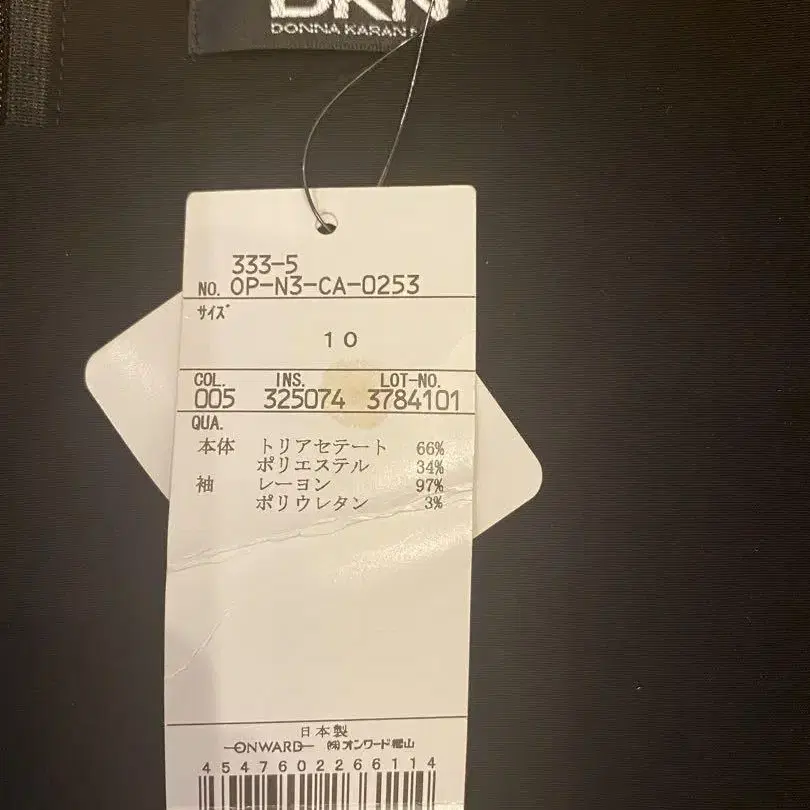 DKN
DONNA KARAN
333-5
NO. OP-N3-CA-0253
サイズ
10
COL. INS. LOT-NO.
005 325074 3784101
QUA.
本体 トリアセテート 66%
ポリエステル 34%
袖 レーヨン 97%
ポリウレタン 3%
日本製
ONWARD ㈱オンワード樫山
4547602266114